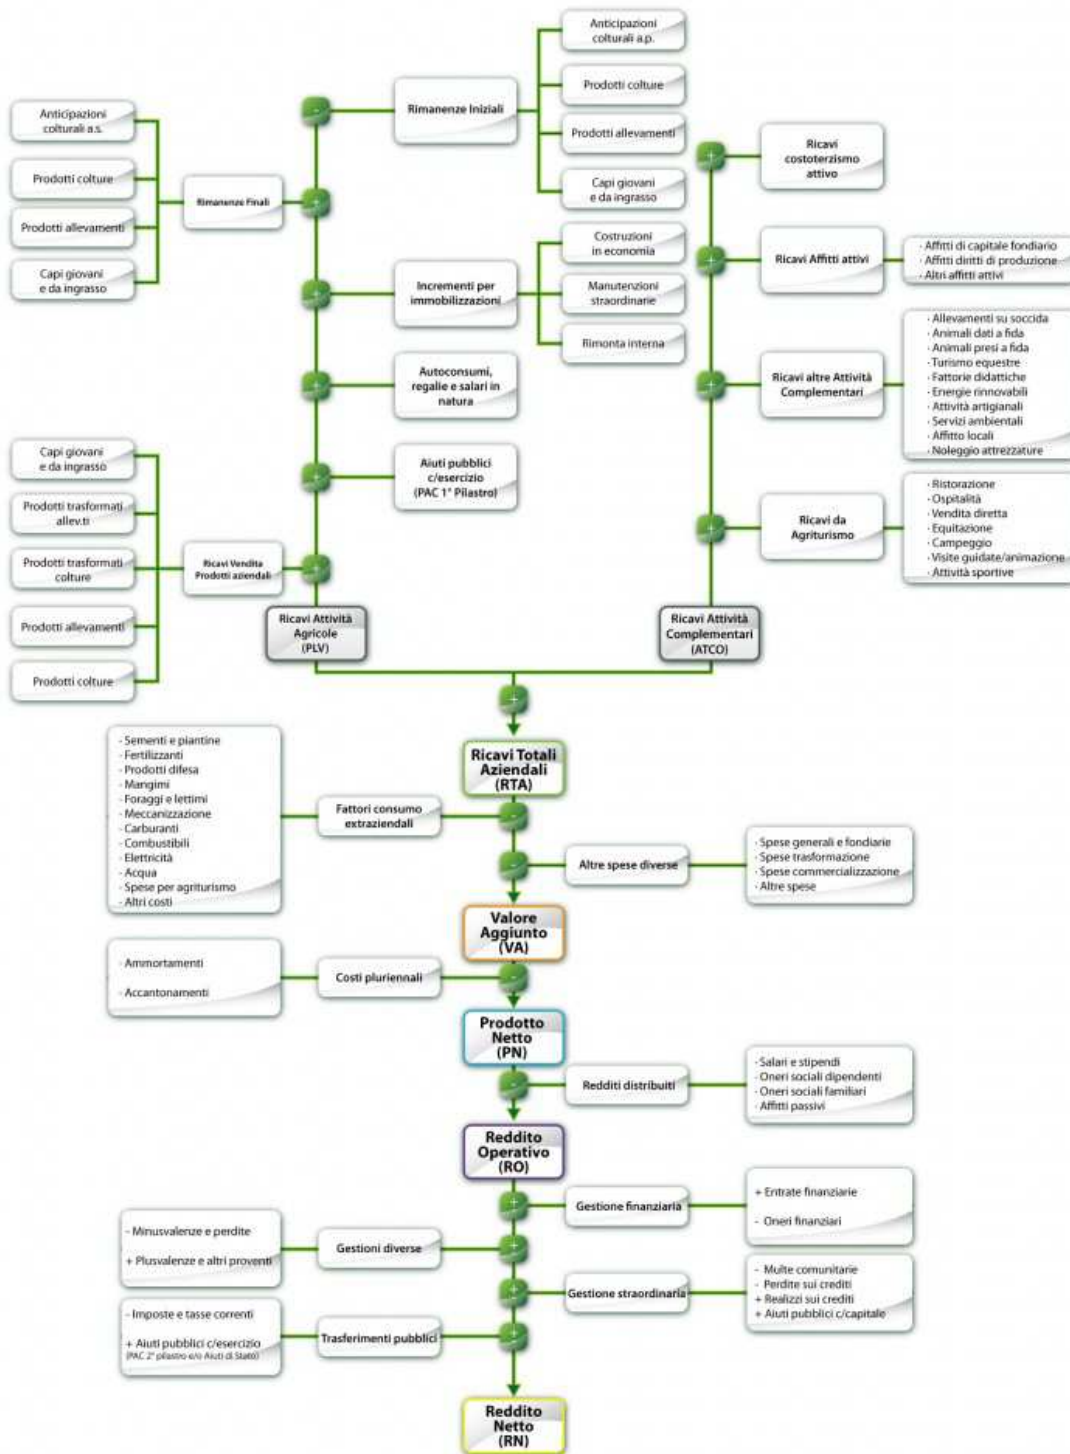 Anticipazioni
colturali a.p.
Prodotti colture
Prodotti allevamenti
Capi giovani
e da ingrasso
Rimanenze Iniziali
-
Anticipazioni
colturali a.s.
Prodotti colture
Prodotti allevamenti
Capi giovani
e da ingrasso
Rimanenze Finali
+
Costruzioni
in economia
Manutenzioni
straordinarie
Rimonta interna
Incrementi per
immobilizzazioni
+
Autoconsumi,
regalie e salari in
natura
+
Aiuti pubblici
c/esercizio
(PAC 1° Pilastro)
+
Capi giovani
e da ingrasso
Prodotti trasformati
allev.ti
Prodotti trasformati
colture
Prodotti allevamenti
Prodotti colture
Ricavi Vendita
Prodotti aziendali
+
Ricavi Attività
Agricole
(PLV)
+
Ricavi
costoterzismo
attivo
+
Ricavi Affitti attivi
· Affitti di capitale fondiario
· Affitti diritti di produzione
· Altri affitti attivi
+
Ricavi altre Attività
Complementari
· Allevamenti su soccida
· Animali dati a fida
· Animali presi a fida
· Turismo equestre
· Fattorie didattiche
· Energie rinnovabili
· Attività artigianali
· Servizi ambientali
· Affitto locali
· Noleggio attrezzature
+
Ricavi da
Agriturismo
· Ristorazione
· Ospitalità
· Vendita diretta
· Equitazione
· Campeggio
· Visite guidate/animazione
· Attività sportive
Ricavi Attività
Complementari
(ATCO)
+
Ricavi Totali
Aziendali
(RTA)
· Sementi e piantine
· Fertilizzanti
· Prodotti difesa
· Mangimi
· Foraggi e lettimi
· Meccanizzazione
· Carburanti
· Combustibili
· Elettricità
· Acqua
· Spese per agriturismo
· Altri costi
Fattori consumo
extraziendali
-
-
Altre spese diverse
· Spese generali e fondiarie
· Spese trasformazione
· Spese commercializzazione
· Altre spese
Valore
Aggiunto
(VA)
· Ammortamenti
· Accantonamenti
Costi pluriennali
-
Prodotto
Netto
(PN)
-
Redditi distribuiti
· Salari e stipendi
· Oneri sociali dipendenti
· Oneri sociali familiari
· Affitti passivi
Reddito
Operativo
(RO)
+
Gestione finanziaria
+ Entrate finanziarie
- Oneri finanziari
- Minusvalenze e perdite
+ Plusvalenze e altri proventi
Gestioni diverse
+
+
Gestione straordinaria
- Multe comunitarie
- Perdite sui crediti
+ Realizzi sui crediti
+ Aiuti pubblici c/capitale
- Imposte e tasse correnti
+ Aiuti pubblici c/esercizio
(PAC 2° pilastro e/o Aiuti di Stato)
Trasferimenti pubblici
+
Reddito
Netto
(RN)